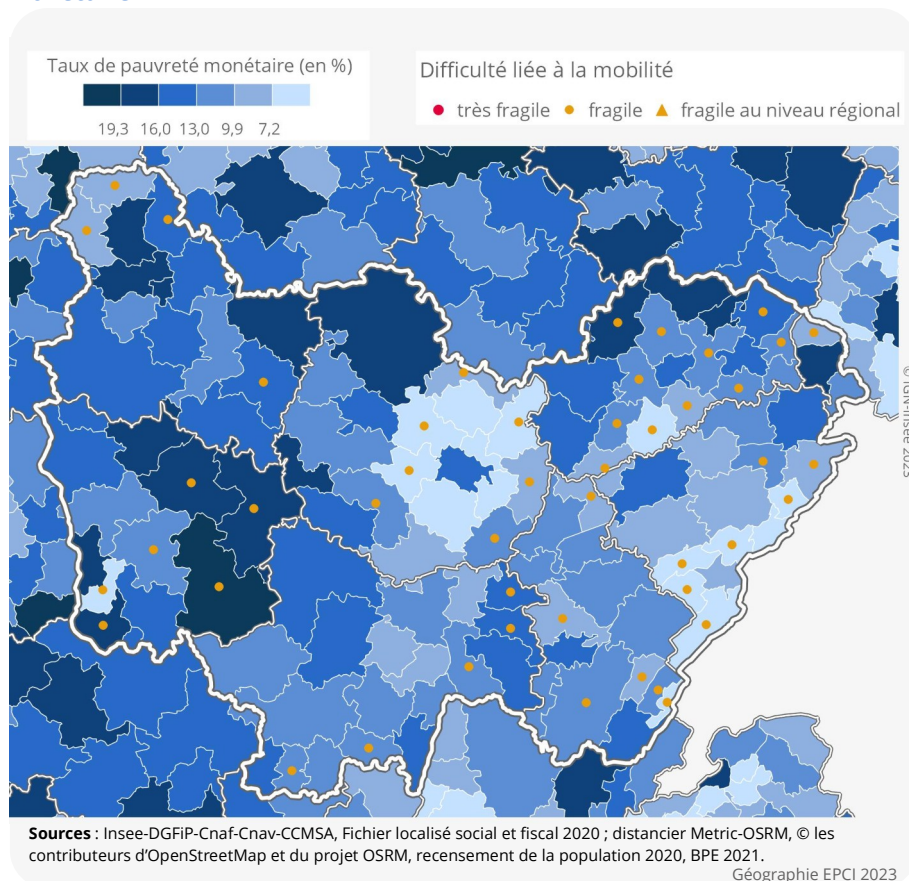 Taux de pauvreté monétaire (en %)
19,3 16,0 13,0 9,9 7,2
Difficulté liée à la mobilité
très fragile fragile fragile au niveau régional
© IGN-Insee 2023
Sources : Insee-DGFiP-Cnaf-Cnav-CCMSA, Fichier localisé social et fiscal 2020 ; distancier Metric-OSRM, © les
contributeurs d’OpenStreetMap et du projet OSRM, recensement de la population 2020, BPE 2021.
Géographie EPCI 2023